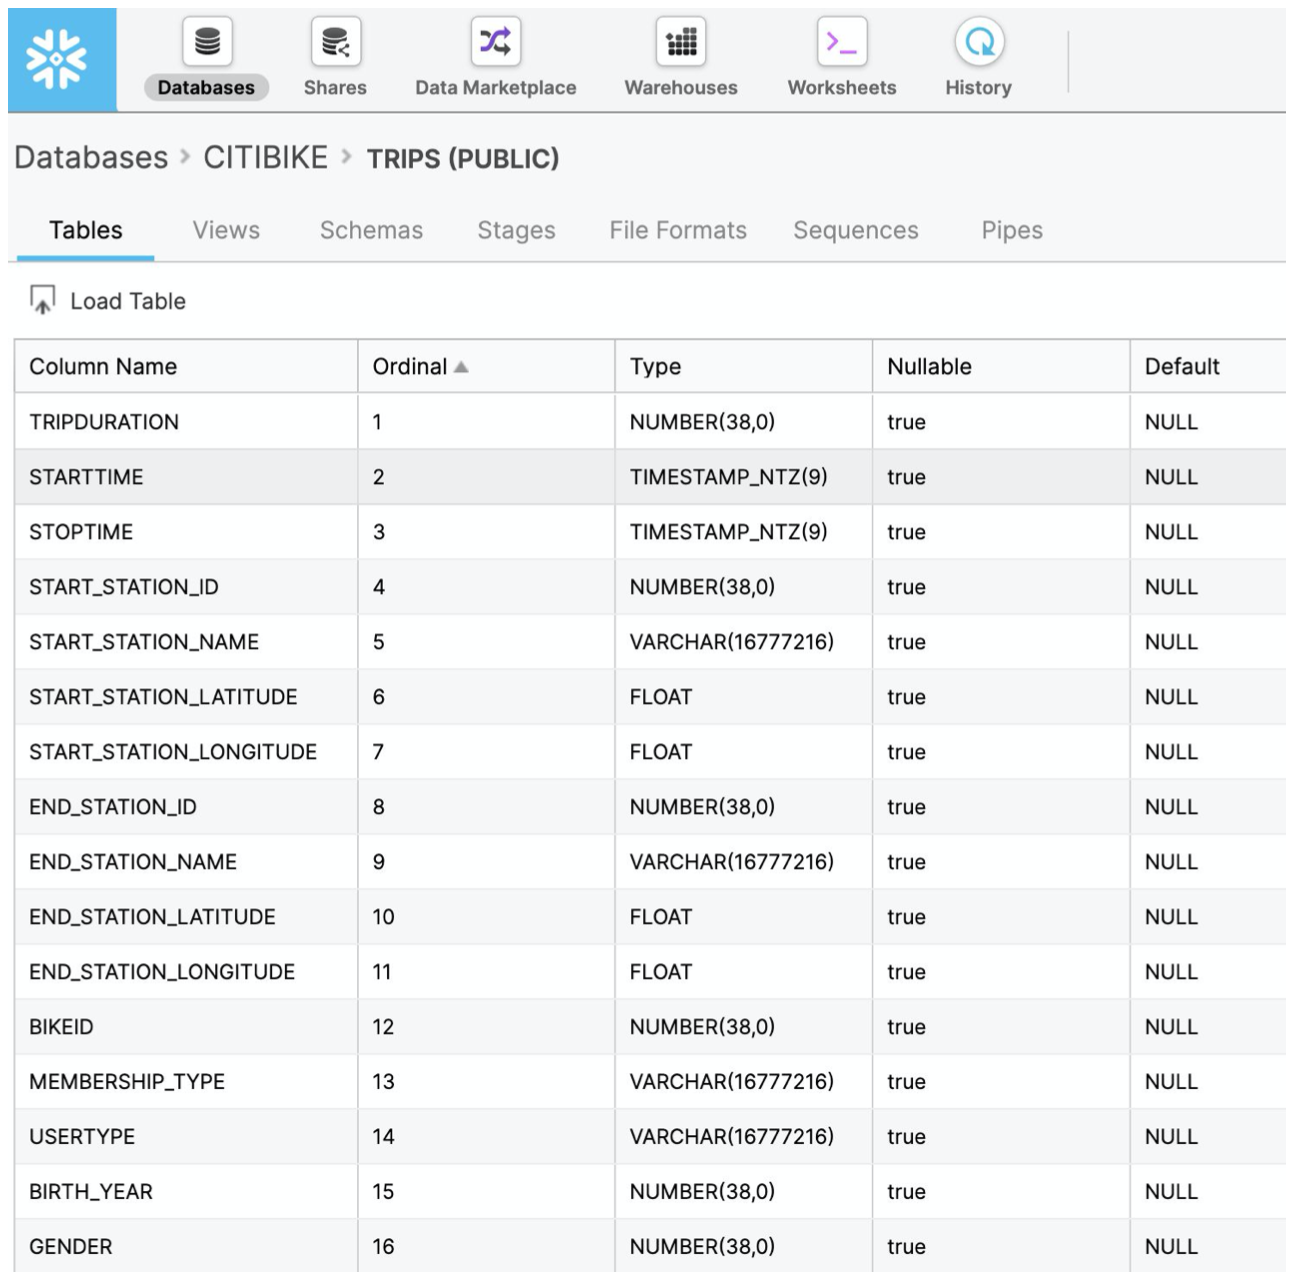 Databases Shares Data Marketplace Warehouses Worksheets History
Databases > CITIBIKE > TRIPS (PUBLIC)
Tables Views Schemas Stages File Formats Sequences Pipes
Load Table
Column Name Ordinal Type Nullable Default
TRIPDURATION 1 NUMBER(38,0) true NULL
STARTTIME 2 TIMESTAMP_NTZ(9) true NULL
STOPTIME 3 TIMESTAMP_NTZ(9) true NULL
START_STATION_ID 4 NUMBER(38,0) true NULL
START_STATION_NAME 5 VARCHAR(16777216) true NULL
START_STATION_LATITUDE 6 FLOAT true NULL
START_STATION_LONGITUDE 7 FLOAT true NULL
END_STATION_ID 8 NUMBER(38,0) true NULL
END_STATION_NAME 9 VARCHAR(16777216) true NULL
END_STATION_LATITUDE 10 FLOAT true NULL
END_STATION_LONGITUDE 11 FLOAT true NULL
BIKEID 12 NUMBER(38,0) true NULL
MEMBERSHIP_TYPE 13 VARCHAR(16777216) true NULL
USERTYPE 14 VARCHAR(16777216) true NULL
BIRTH_YEAR 15 NUMBER(38,0) true NULL
GENDER 16 NUMBER(38,0) true NULL